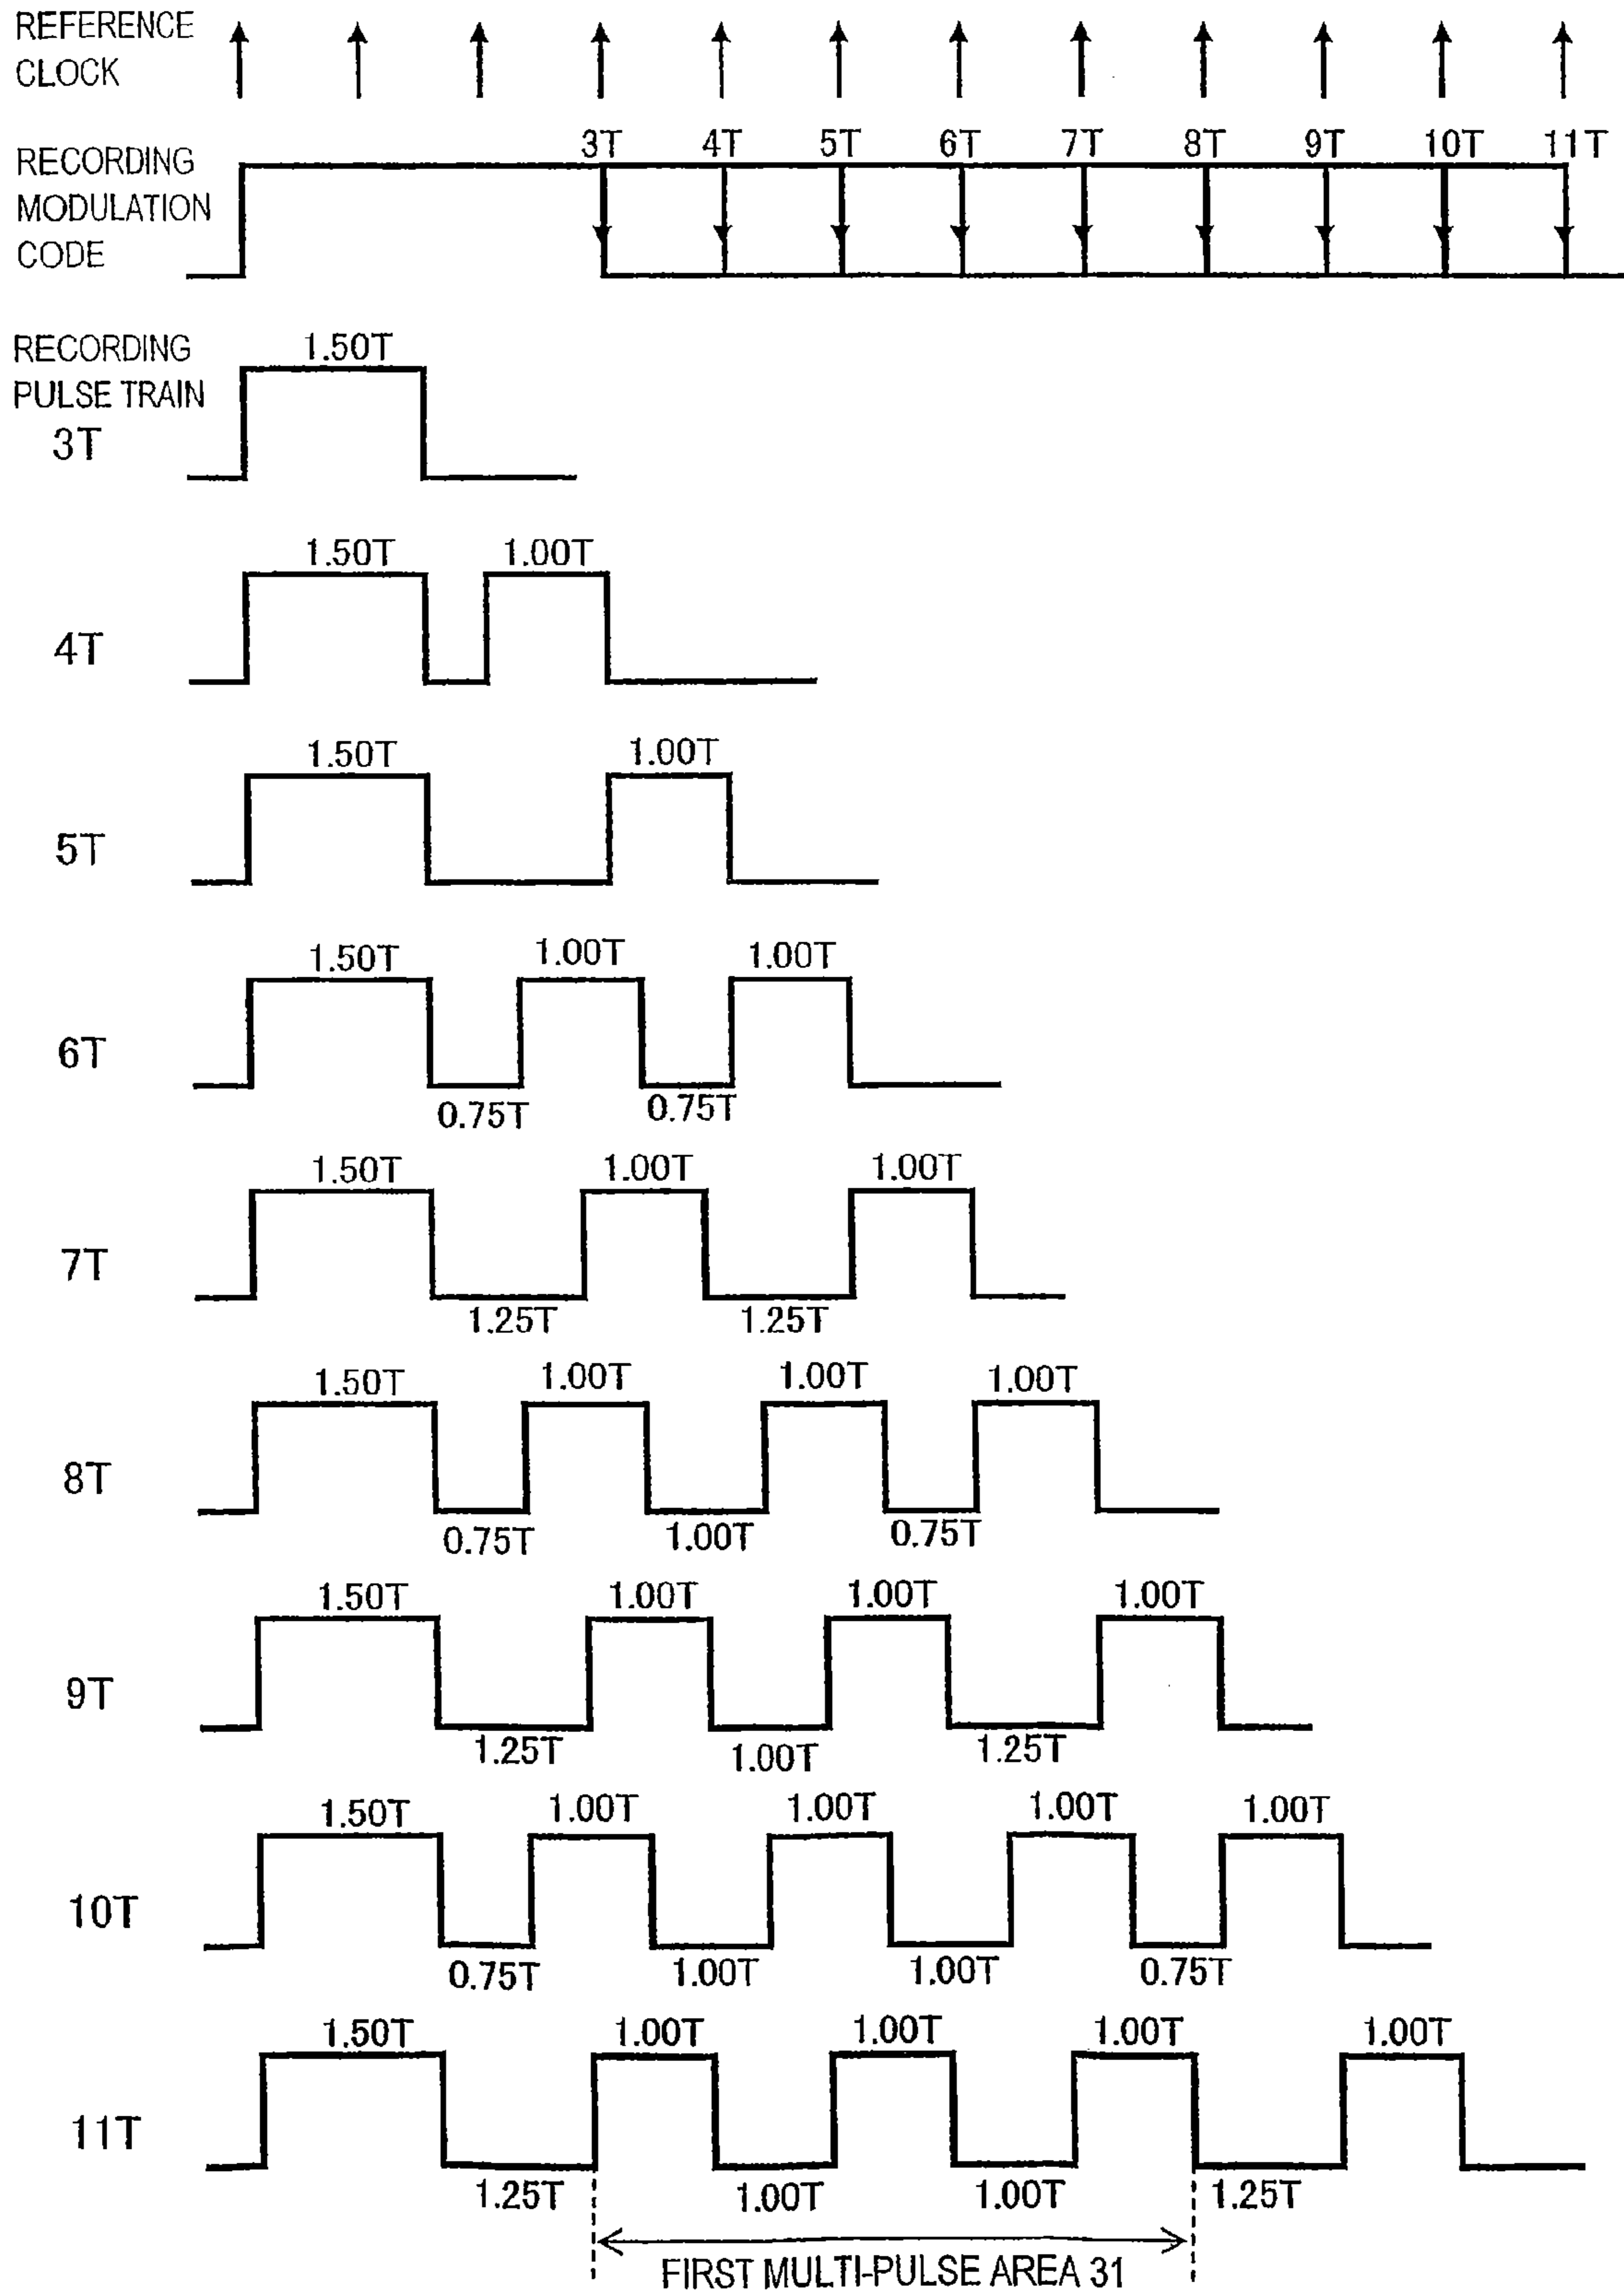 REFERENCE
CLOCK
3T 4T 5T 6T 7T 8T 9T 10T 11T
RECORDING
MODULATION
CODE
RECORDING
PULSE TRAIN
3T
1.50T
4T
1.50T 1.00T
5T
1.50T 1.00T
6T
1.50T 1.00T 1.00T
0.75T 0.75T
7T
1.50T 1.00T 1.00T
1.25T 1.25T
8T
1.50T 1.00T 1.00T 1.00T
0.75T 1.00T 0.75T
9T
1.50T 1.00T 1.00T 1.00T
1.25T 1.00T 1.25T
10T
1.50T 1.00T 1.00T 1.00T 1.00T
0.75T 1.00T 1.00T 0.75T
11T
1.50T 1.00T 1.00T 1.00T 1.00T
1.25T 1.00T 1.00T 1.25T
FIRST MULTI-PULSE AREA 31